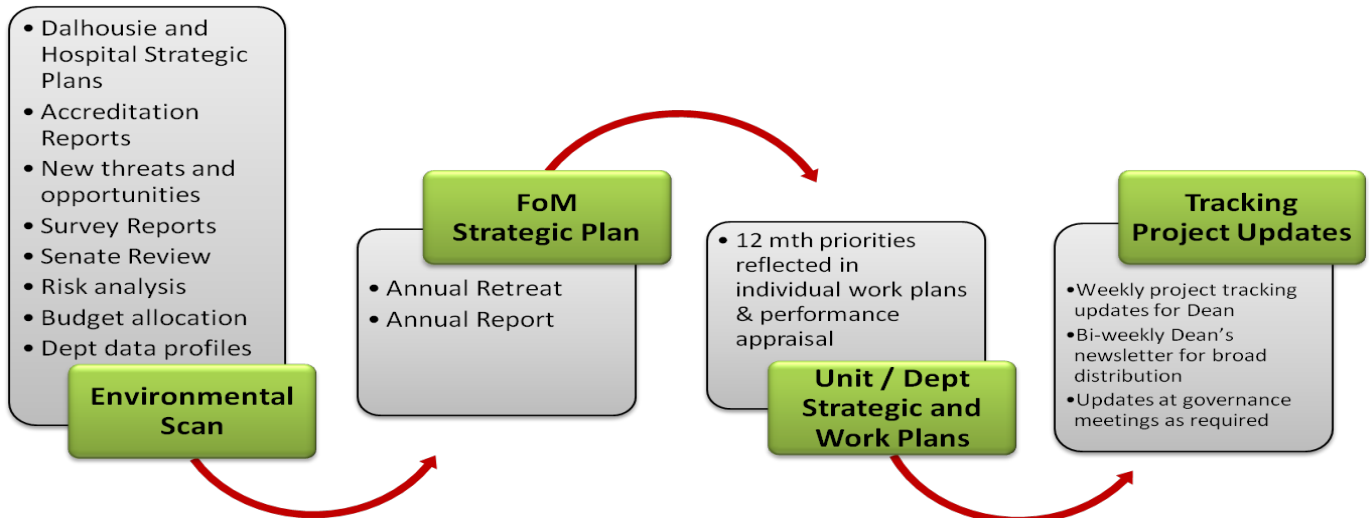 • Dalhousie and
Hospital Strategic
Plans
• Accreditation
Reports
• New threats and
opportunities
• Survey Reports
• Senate Review
• Risk analysis
• Budget allocation
• Dept data profiles
Environmental
Scan
FoM
Strategic Plan
• Annual Retreat
• Annual Report
• 12 mth priorities
reflected in
individual work plans
& performance
appraisal
Unit / Dept
Strategic and
Work Plans
Tracking
Project Updates
•Weekly project tracking
updates for Dean
•Bi-weekly Dean's
newsletter for broad
distribution
•Updates at governance
meetings as required